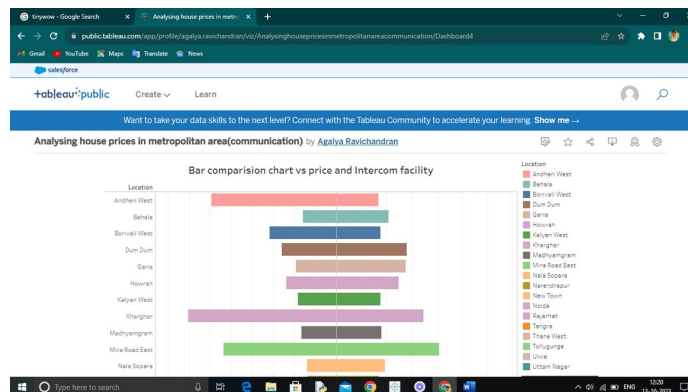 tinywow - Google Search
Analysing house prices in metro
public.tableau.com/app/profile/agalya.ravichandran/viz/Analysinghousepricesinmetropolitanareacommunication/Dashboard4
Gmail YouTube Maps Translate News
salesforce
+ableau public Create Learn
Want to take your data skills to the next level? Connect with the Tableau Community to accelerate your learning. Show me →
Analysing house prices in metropolitan area(communication) by Agalya Ravichandran
Bar comparision chart vs price and Intercom facility
Location
Andheri West
Behala
Borivali West
Dum Dum
Garia
Howrah
Kalyan West
Kharghar
Madhyamgram
Mira Road East
Nala Sopara
Location
Andheri West
Behala
Borivali West
Dum Dum
Garia
Howrah
Kalyan West
Kharghar
Madhyamgram
Mira Road East
Nala Sopara
Narendrapur
New Town
Noida
Rajarhat
Tangra
Thane West
Tollygunge
Ulwe
Uttam Nagar
Type here to search
ENG
12:20
13-10-2023